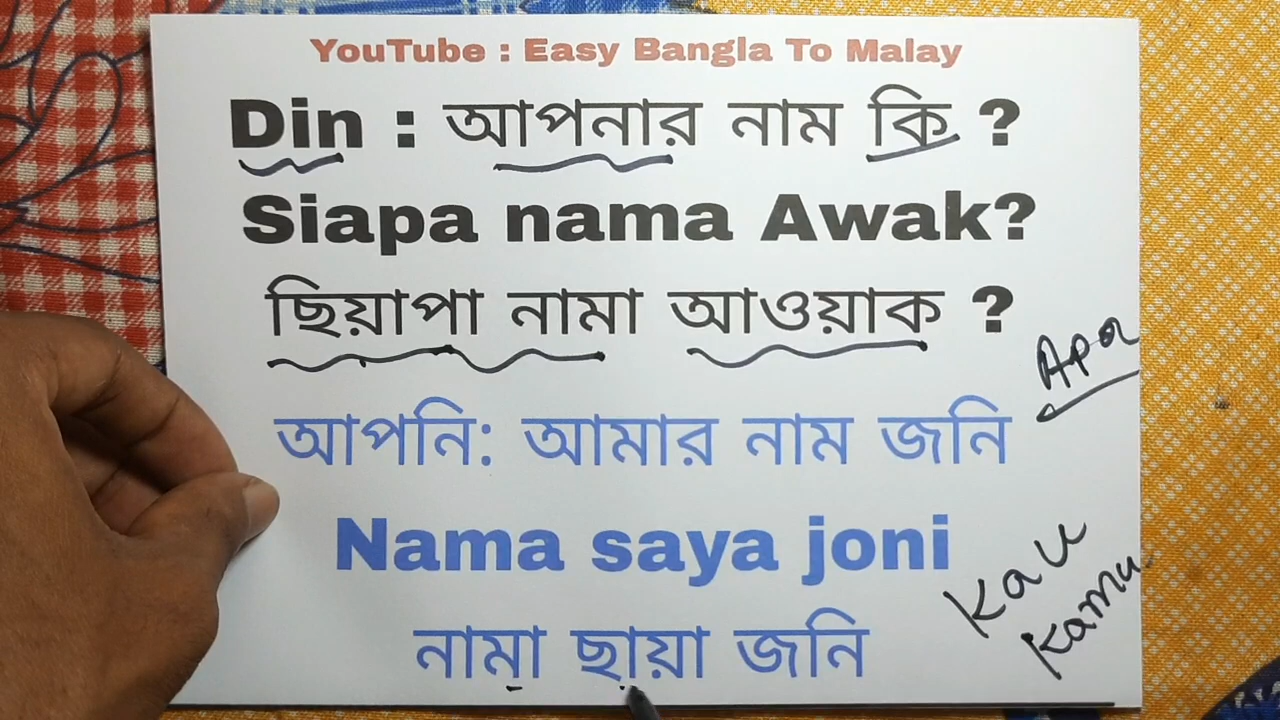 YouTube : Easy Bangla To Malay
Din : আপনার নাম কি ?
Siapa nama Awak?
ছিয়াপা নামা আওয়াক ?
Apa
আপনি: আমার নাম জনি
Nama saya joni
Kau
Kamu
নামা ছায়া জনি